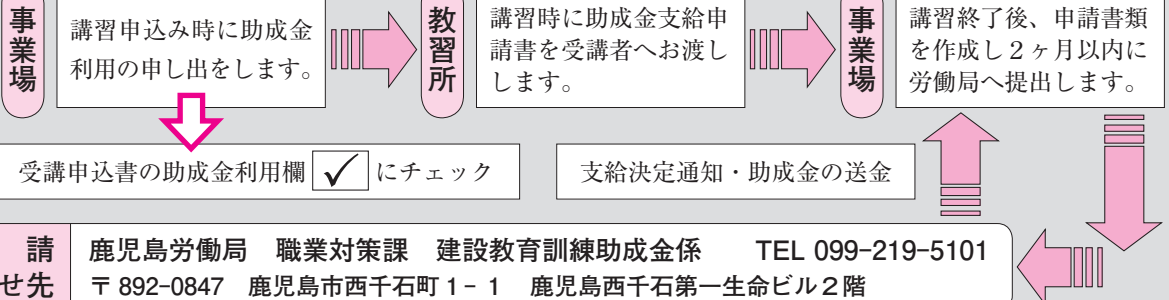 事業場
講習申込み時に助成金
利用の申し出をします。
教習所
講習時に助成金支給申
請書を受講者へお渡し
します。
事業場
講習終了後、申請書類
を作成し２ヶ月以内に
労働局へ提出します。
受講申込書の助成金利用欄 ✓ にチェック
支給決定通知・助成金の送金
請
せ先
鹿児島労働局　職業対策課　建設教育訓練助成金係　　TEL 099-219-5101
〒892-0847　鹿児島市西千石町１-１　鹿児島西千石第一生命ビル２階